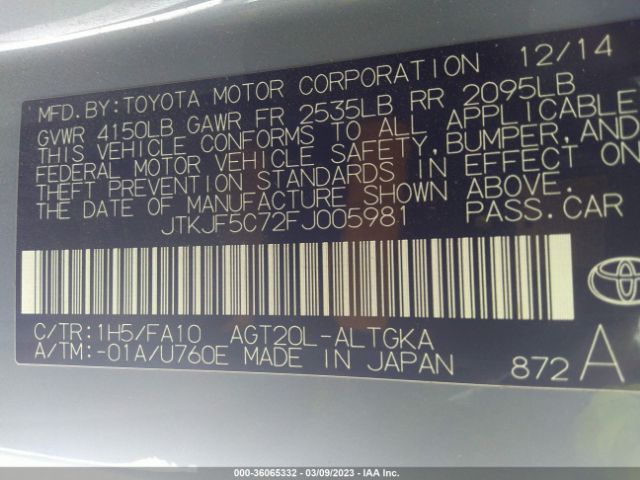 12/14
MFD.BY:TOYOTA MOTOR CORPORATION
GVWR 4150LB GAWR FR 2535LB RR 2095LB
THIS VEHICLE CONFORMS TO ALL APPLICABLE
FEDERAL MOTOR VEHICLE SAFETY,BUMPER,AND
THEFT PREVENTION STANDARDS IN EFFECT ON
THE DATE OF MANUFACTURE SHOWN ABOVE.
JTKJF5C72FJ005981 PASS.CAR
C/TR:1H5/FA10 AGT20L-ALTGKA
A/TM:-01A/U760E MADE IN JAPAN 872A
000-36065332 - 03/09/2023 - IAA Inc.